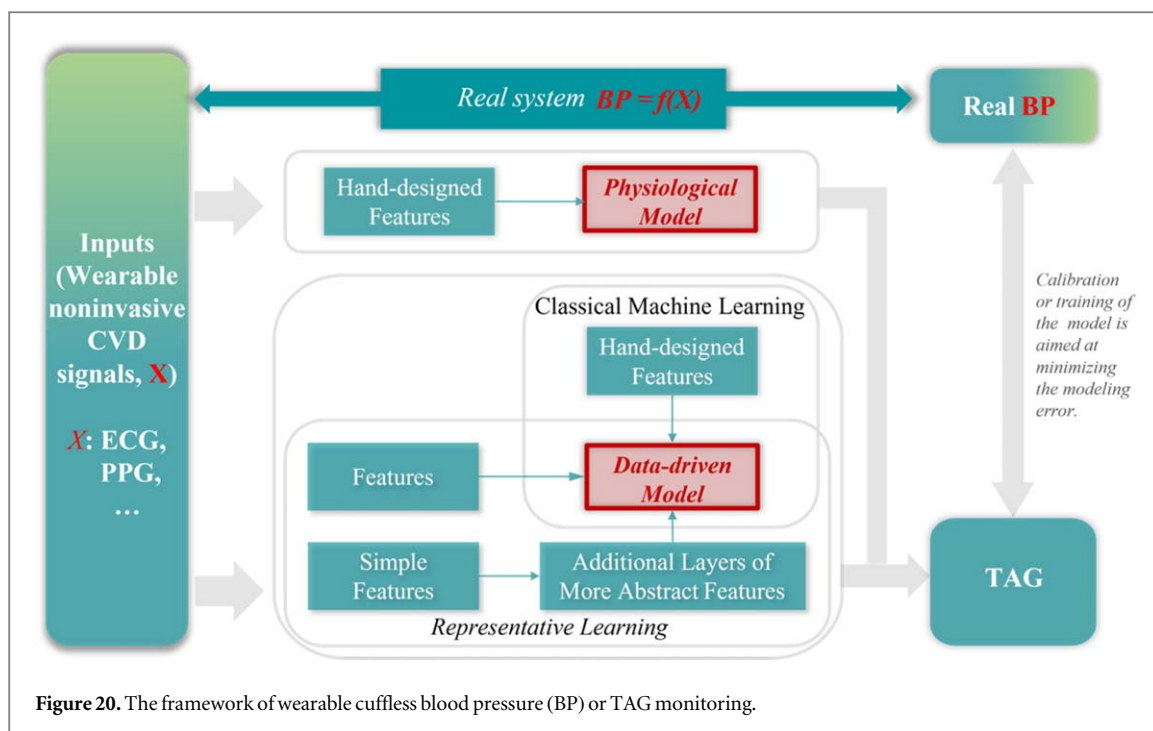 Real system BP = f(X)
Real BP
Inputs
(Wearable
noninvasive
CVD
signals, X)
X: ECG,
PPG,
…
Hand-designed
Features
Physiological
Model
Classical Machine Learning
Hand-designed
Features
Features
Data-driven
Model
Simple
Features
Additional Layers of
More Abstract Features
Representative Learning
Calibration
or training of
the model is
aimed at
minimizing
the modeling
error.
TAG
Figure 20. The framework of wearable cuffless blood pressure (BP) or TAG monitoring.